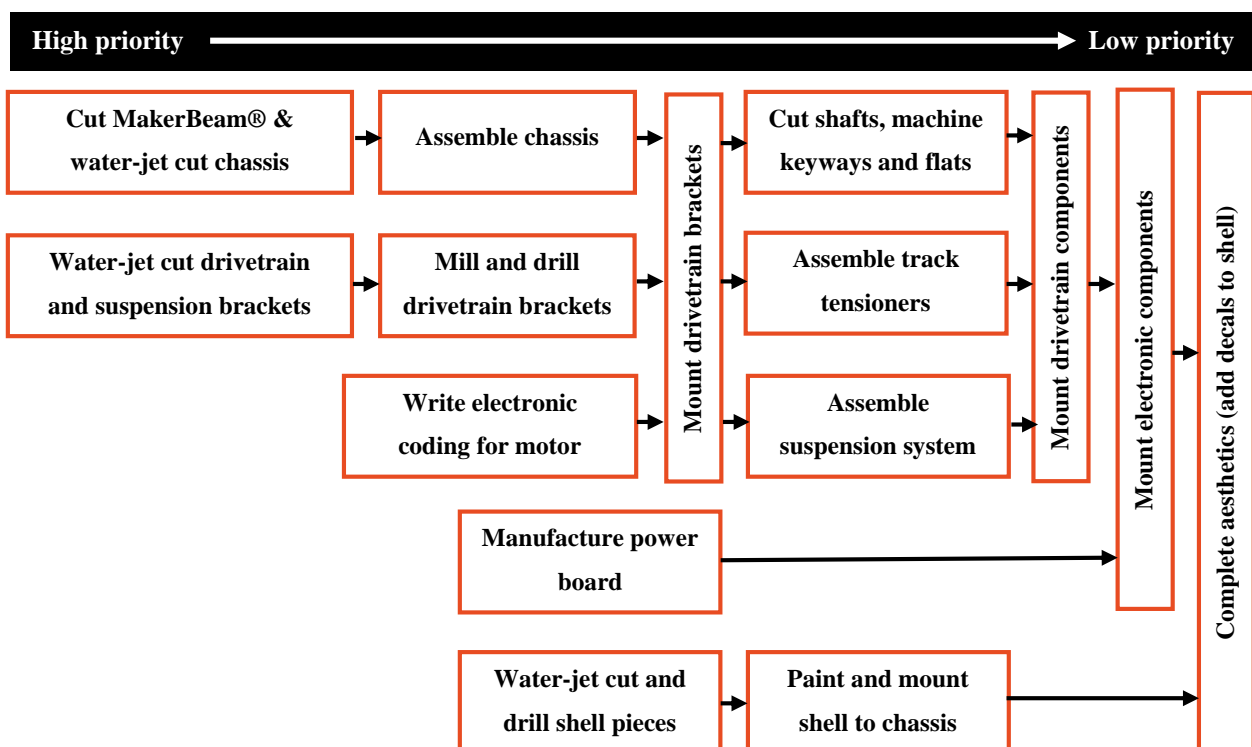 High priority
Low priority
Cut MakerBeam® &
water-jet cut chassis
Assemble chassis
Mount drivetrain brackets
Cut shafts, machine
keyways and flats
Mount drivetrain components
Mount electronic components
Complete aesthetics (add decals to shell)
Water-jet cut drivetrain
and suspension brackets
Mill and drill
drivetrain brackets
Assemble track
tensioners
Write electronic
coding for motor
Assemble
suspension system
Manufacture power
board
Water-jet cut and
drill shell pieces
Paint and mount
shell to chassis